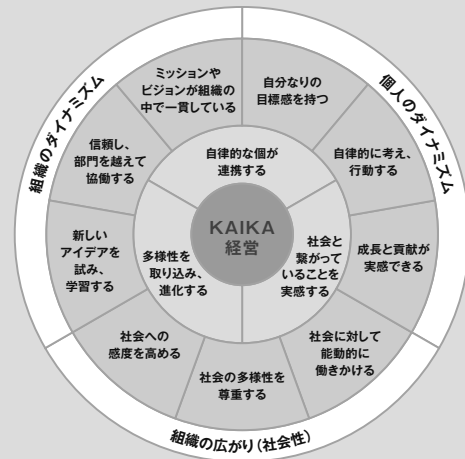 組織のダイナミズム
個人のダイナミズム
組織の広がり(社会性)
ミッションや
ビジョンが組織の
中で一貫している
自分なりの
目標感を持つ
信頼し、
部門を越えて
協働する
自律的に考え、
行動する
新しい
アイデアを
試み、
学習する
成長と貢献が
実感できる
社会への
感度を高める
社会の多様性を
尊重する
社会に対して
能動的に
働きかける
自律的な個が
連携する
多様性を
取り込み、
進化する
社会と
繋がって
いることを
実感する
KAIKA
経営